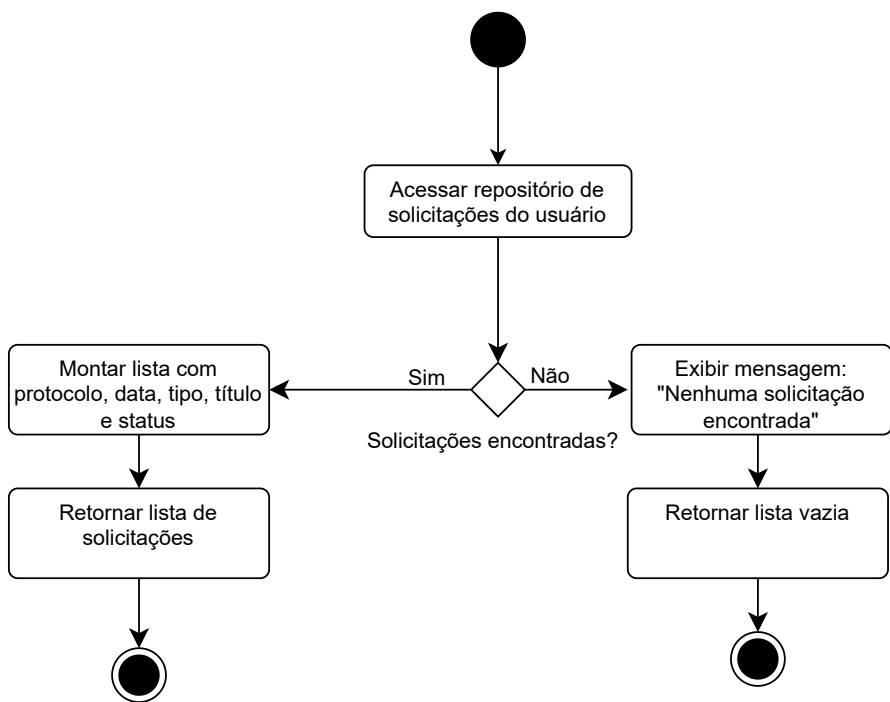 Acessar repositório de
solicitações do usuário
Montar lista com
protocolo, data, tipo, título
e status
Sim
Não
Exibir mensagem:
"Nenhuma solicitação
encontrada"
Solicitações encontradas?
Retornar lista de
solicitações
Retornar lista vazia